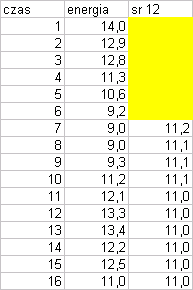 czas energia sr 12
1 14,0
2 12,9
3 12,8
4 11,3
5 10,6
6 9,2
7 9,0 11,2
8 9,0 11,1
9 9,3 11,1
10 11,2 11,1
11 12,1 11,0
12 13,3 11,0
13 13,4 11,0
14 12,2 11,0
15 12,5 11,0
16 11,0 11,0